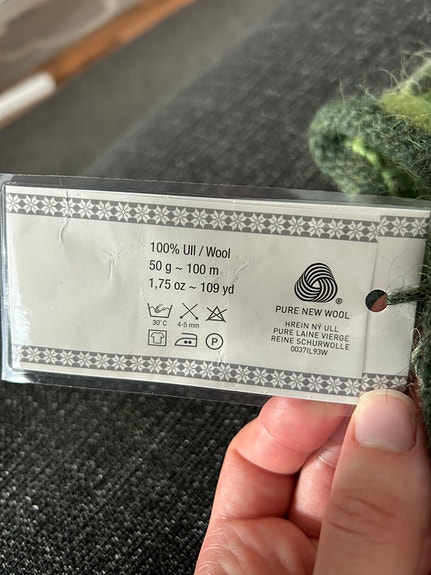 100% Ull / Wool
50 g ~ 100 m
1,75 oz ~ 109 yd
30°C
4-5 mm
P
®
PURE NEW WOOL
HREIN NÝ ULL
PURE LAINE VIERGE
REINE SCHURWOLLE
0037IL93W